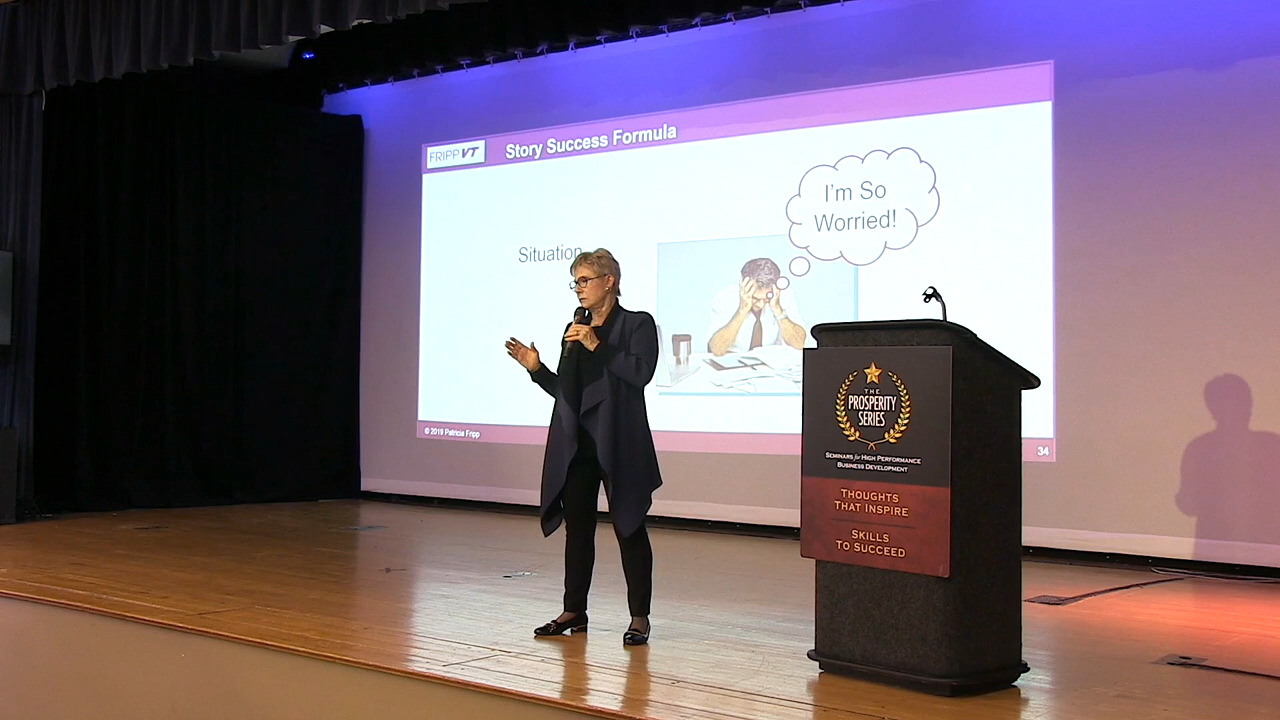 FRIPP VT
Story Success Formula
I'm So
Worried!
Situation
© 2019 Patricia Fripp
34
THE
PROSPERITY
SERIES
SEMINARS for HIGH PERFORMANCE
BUSINESS DEVELOPMENT
THOUGHTS
THAT INSPIRE
SKILLS
TO SUCCEED